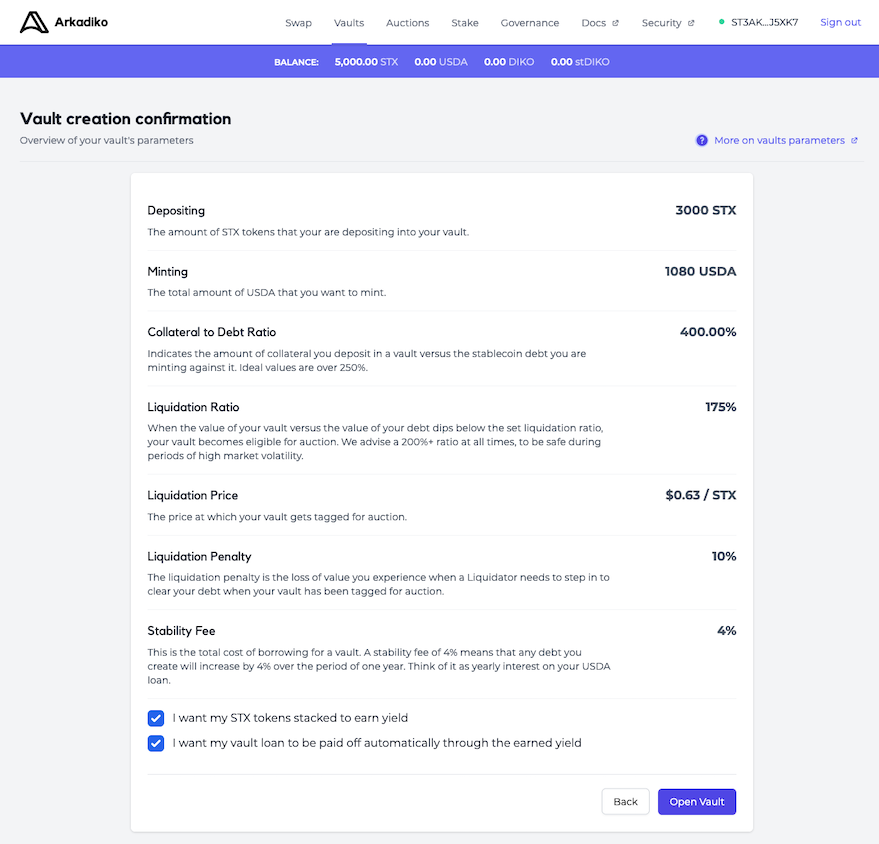 Arkadiko
Swap Vaults Auctions Stake Governance Docs Security ST3AK...J5XK7 Sign out
BALANCE: 5,000.00 STX 0.00 USDA 0.00 DIKO 0.00 stDIKO
Vault creation confirmation
Overview of your vault's parameters
? More on vaults parameters
Depositing 3000 STX
The amount of STX tokens that your are depositing into your vault.
Minting 1080 USDA
The total amount of USDA that you want to mint.
Collateral to Debt Ratio 400.00%
Indicates the amount of collateral you deposit in a vault versus the stablecoin debt you are
minting against it. Ideal values are over 250%.
Liquidation Ratio 175%
When the value of your vault versus the value of your debt dips below the set liquidation ratio,
your vault becomes eligible for auction. We advise a 200%+ ratio at all times, to be safe during
periods of high market volatility.
Liquidation Price $0.63 / STX
The price at which your vault gets tagged for auction.
Liquidation Penalty 10%
The liquidation penalty is the loss of value you experience when a Liquidator needs to step in to
clear your debt when your vault has been tagged for auction.
Stability Fee 4%
This is the total cost of borrowing for a vault. A stability fee of 4% means that any debt you
create will increase by 4% over the period of one year. Think of it as yearly interest on your USDA
loan.
I want my STX tokens stacked to earn yield
I want my vault loan to be paid off automatically through the earned yield
Back Open Vault